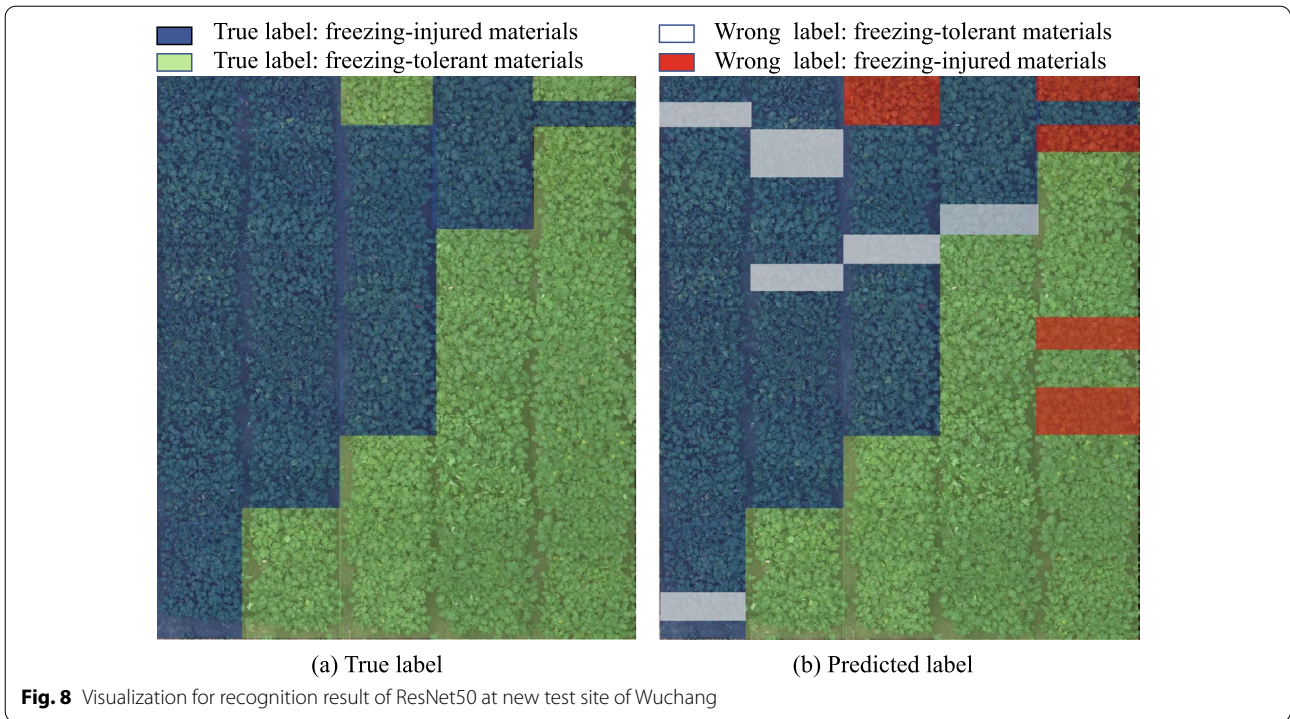 True label: freezing-injured materials
True label: freezing-tolerant materials
Wrong label: freezing-tolerant materials
Wrong label: freezing-injured materials
(a) True label
(b) Predicted label
Fig. 8 Visualization for recognition result of ResNet50 at new test site of Wuchang